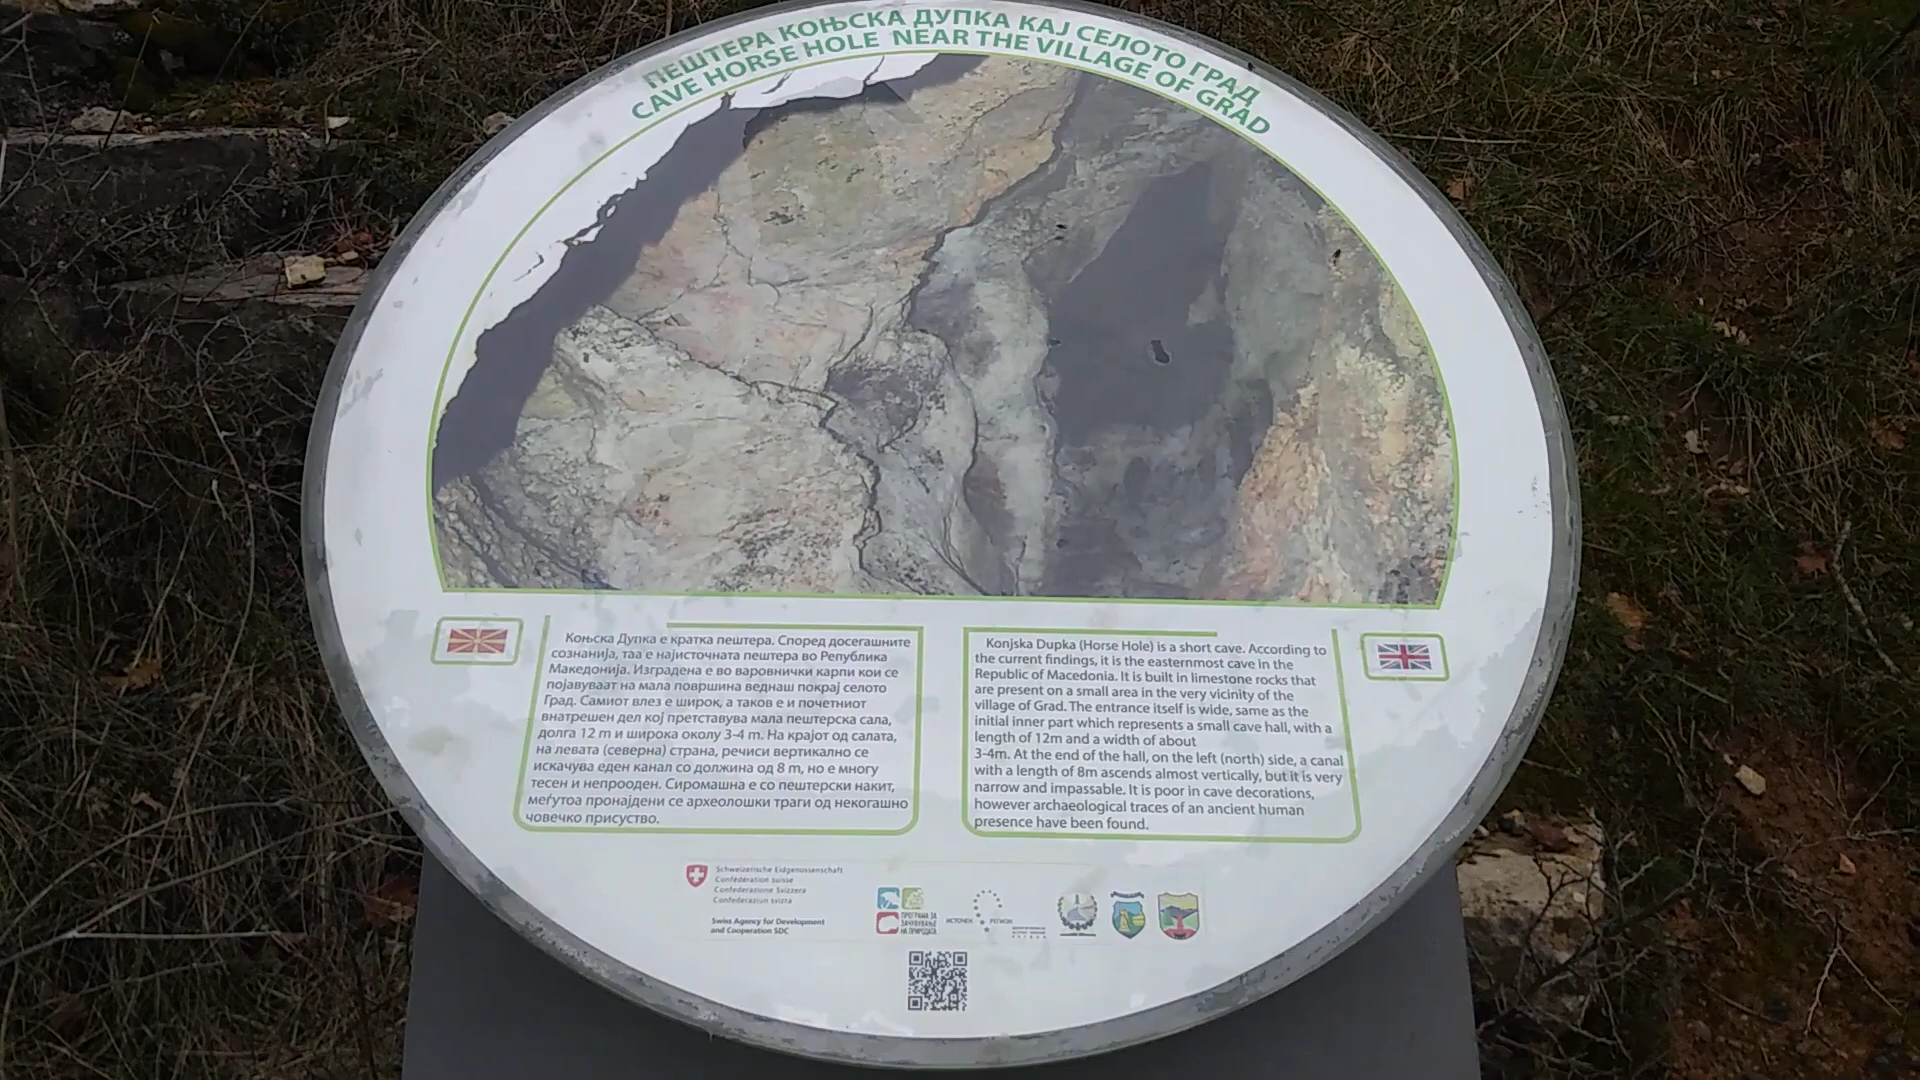 ПЕШТЕРА КОЊСКА ДУПКА КАЈ СЕЛОТО ГРАД
CAVE HORSE HOLE NEAR THE VILLAGE OF GRAD
Коњска Дупка е кратка пештера. Според досегашните
сознанија, таа е најисточната пештера во Република
Македонија. Изградена е во варовнички карпи кои се
појавуваат на мала површина веднаш покрај селото
Град. Самиот влез е широк, а таков е и почетниот
внатрешен дел кој претставува мала пештерска сала,
долга 12 m и широка околу 3-4 m. На крајот од салата,
на левата (северна) страна, речиси вертикално се
искачува еден канал со должина од 8 m, но е многу
тесен и непрооден. Сиромашна е со пештерски накит,
меѓутоа пронајдени се археолошки траги од некогашно
човечко присуство.
Konjska Dupka (Horse Hole) is a short cave. According to
the current findings, it is the easternmost cave in the
Republic of Macedonia. It is built in limestone rocks that
are present on a small area in the very vicinity of the
village of Grad. The entrance itself is wide, same as the
initial inner part which represents a small cave hall, with a
length of 12m and a width of about
3-4m. At the end of the hall, on the left (north) side, a canal
with a length of 8m ascends almost vertically, but it is very
narrow and impassable. It is poor in cave decorations,
however archaeological traces of an ancient human
presence have been found.
Schweizerische Eidgenossenschaft
Confédération suisse
Confederazione Svizzera
Confederaziun svizra
Swiss Agency for Development
and Cooperation SDC
ПРОГРАМА ЗА
ЗАЧУВУВАЊЕ
НА ПРИРОДАТА
ИСТОЧЕН РЕГИОН